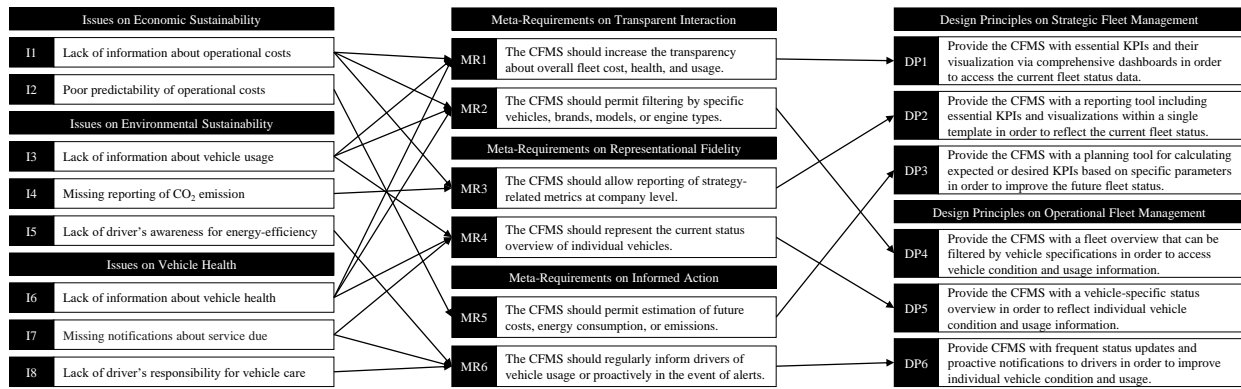 Issues on Economic Sustainability
I1 Lack of information about operational costs
I2 Poor predictability of operational costs
Issues on Environmental Sustainability
I3 Lack of information about vehicle usage
I4 Missing reporting of CO₂ emission
I5 Lack of driver's awareness for energy-efficiency
Issues on Vehicle Health
I6 Lack of information about vehicle health
I7 Missing notifications about service due
I8 Lack of driver's responsibility for vehicle care
Meta-Requirements on Transparent Interaction
MR1 The CFMS should increase the transparency
about overall fleet cost, health, and usage.
MR2 The CFMS should permit filtering by specific
vehicles, brands, models, or engine types.
Meta-Requirements on Representational Fidelity
MR3 The CFMS should allow reporting of strategy-
related metrics at company level.
MR4 The CFMS should represent the current status
overview of individual vehicles.
Meta-Requirements on Informed Action
MR5 The CFMS should permit estimation of future
costs, energy consumption, or emissions.
MR6 The CFMS should regularly inform drivers of
vehicle usage or proactively in the event of alerts.
Design Principles on Strategic Fleet Management
DP1 Provide the CFMS with essential KPIs and their
visualization via comprehensive dashboards in order
to access the current fleet status data.
DP2 Provide the CFMS with a reporting tool including
essential KPIs and visualizations within a single
template in order to reflect the current fleet status.
DP3 Provide the CFMS with a planning tool for calculating
expected or desired KPIs based on specific parameters
in order to improve the future fleet status.
Design Principles on Operational Fleet Management
DP4 Provide the CFMS with a fleet overview that can be
filtered by vehicle specifications in order to access
vehicle condition and usage information.
DP5 Provide the CFMS with a vehicle-specific status
overview in order to reflect individual vehicle
condition and usage information.
DP6 Provide CFMS with frequent status updates and
proactive notifications to drivers in order to improve
individual vehicle condition and usage.